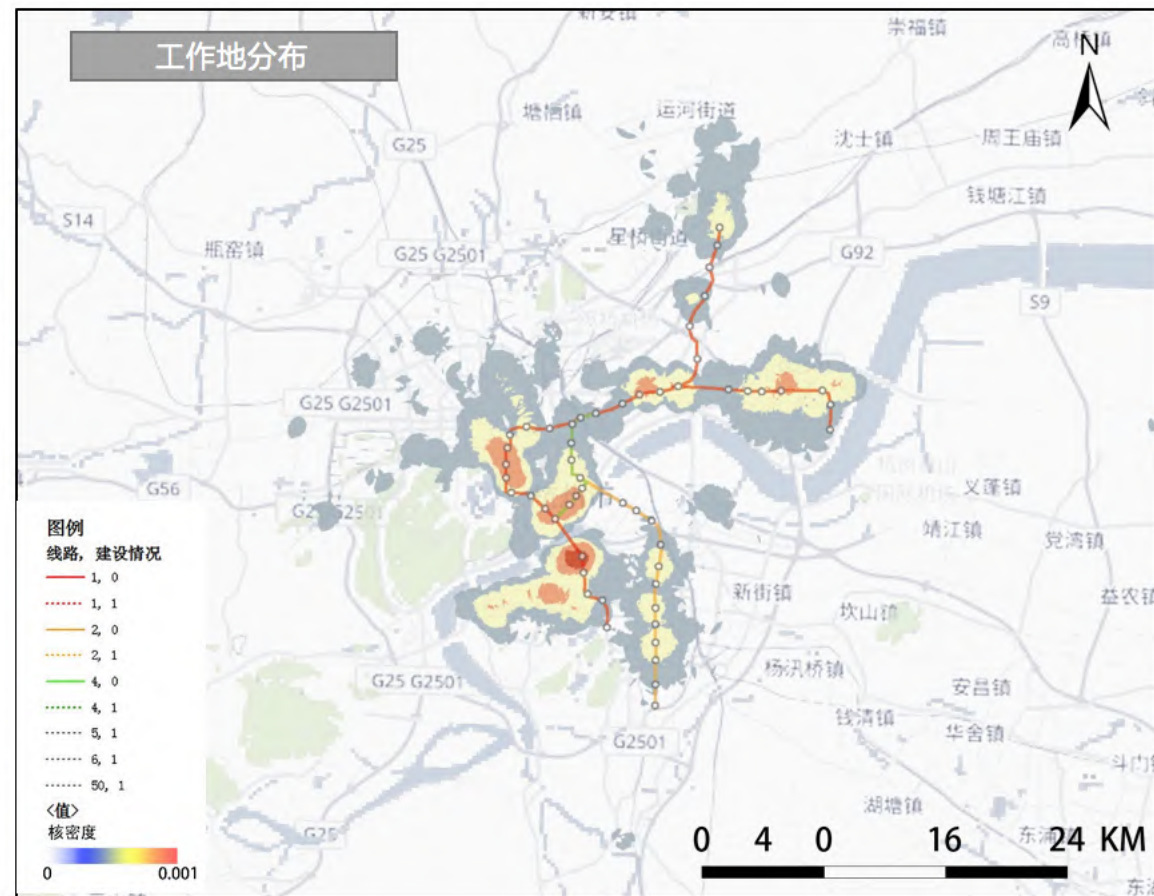 工作地分布
N
崇福镇
高桥镇
塘栖镇
运河街道
G25
沈士镇
周王庙镇
S14
钱塘江镇
瓶窑镇
G25 G2501
G92
S9
G25 G2501
G56
义蓬镇
靖江镇
党湾镇
新街镇
坎山镇
益农镇
G25 G2501
杨汛桥镇
安昌镇
钱清镇
华舍镇
G2501
湖塘镇
G25
图例
线路, 建设情况
1, 0
1, 1
2, 0
2, 1
4, 0
4, 1
5, 1
6, 1
50, 1
<值>
核密度
0
0.001
0 4 0 16 24 KM